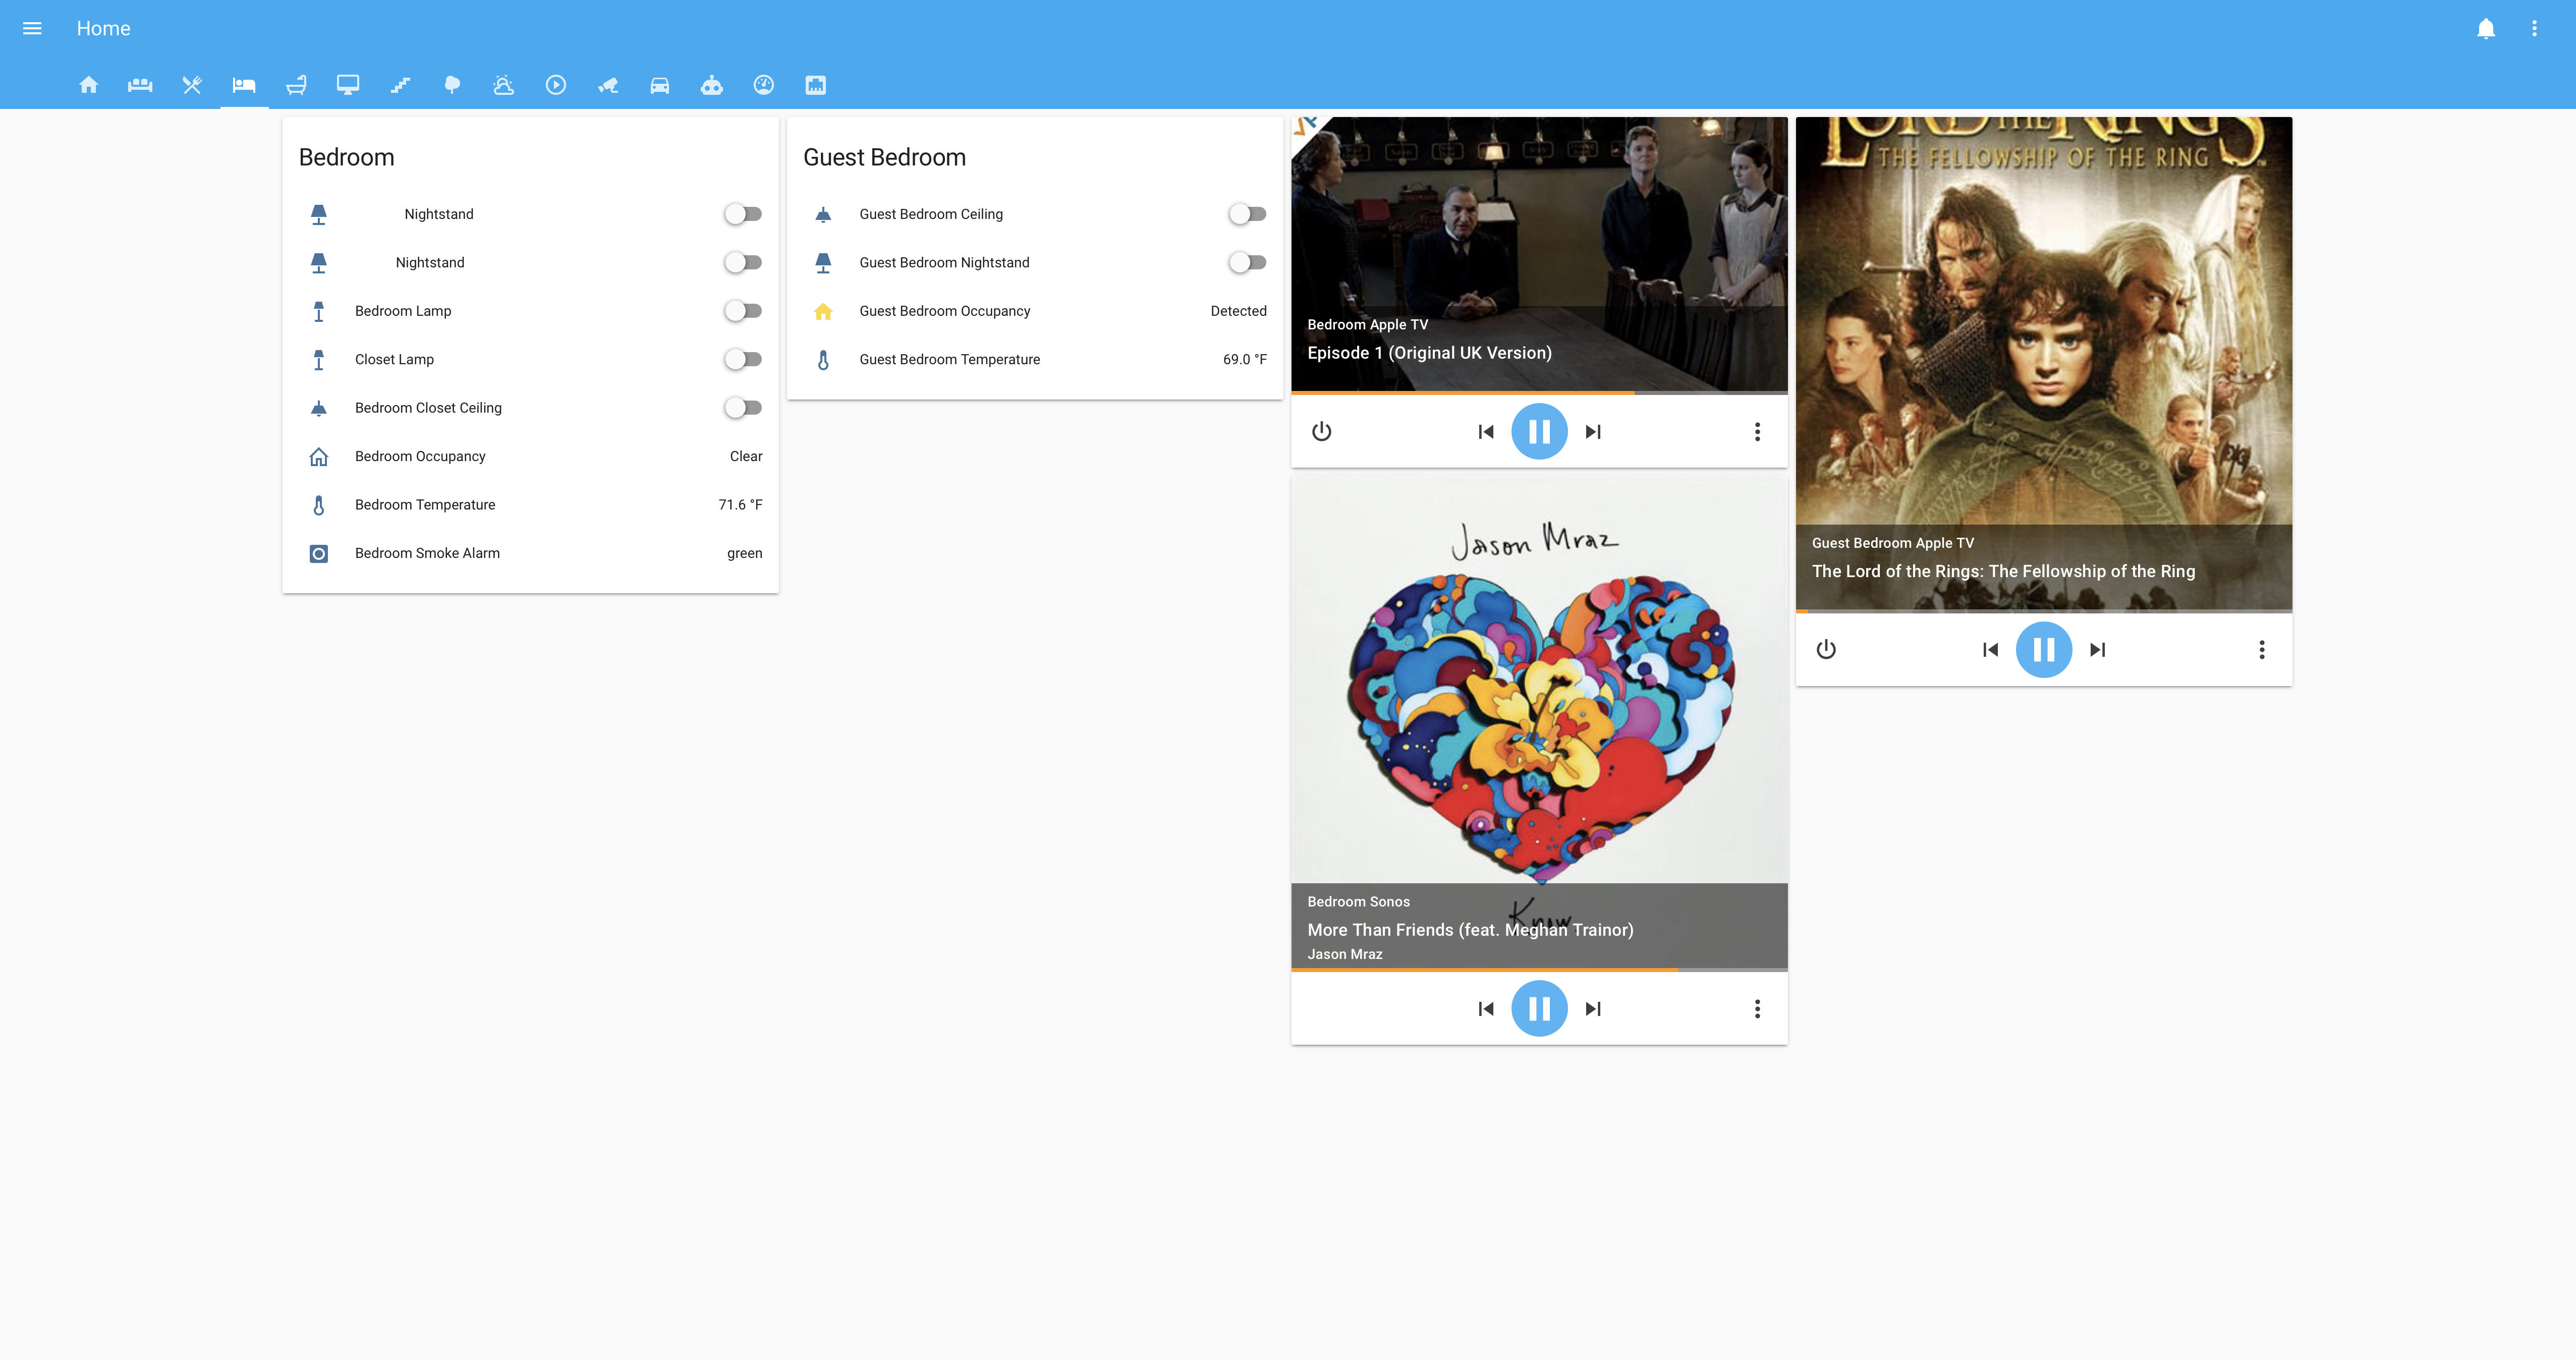 Home
Bedroom
Nightstand
Nightstand
Bedroom Lamp
Closet Lamp
Bedroom Closet Ceiling
Bedroom Occupancy
Clear
Bedroom Temperature
71.6 °F
Bedroom Smoke Alarm
green
Guest Bedroom
Guest Bedroom Ceiling
Guest Bedroom Nightstand
Guest Bedroom Occupancy
Detected
Guest Bedroom Temperature
69.0 °F
Bedroom Apple TV
Episode 1 (Original UK Version)
Jason Mraz
Know
Bedroom Sonos
More Than Friends (feat. Meghan Trainor)
Jason Mraz
LORD OF THE RINGS
THE FELLOWSHIP OF THE RING
Guest Bedroom Apple TV
The Lord of the Rings: The Fellowship of the Ring